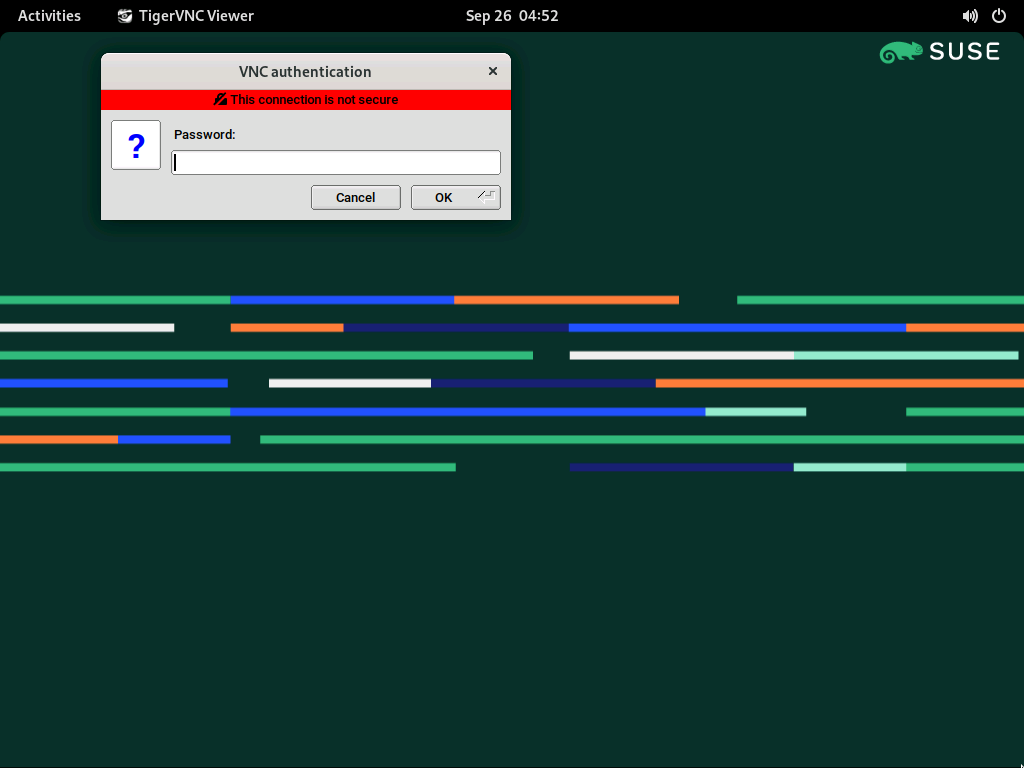 Activities TigerVNC Viewer Sep 26 04:52
SUSE
VNC authentication
This connection is not secure
?
Password:
Cancel OK